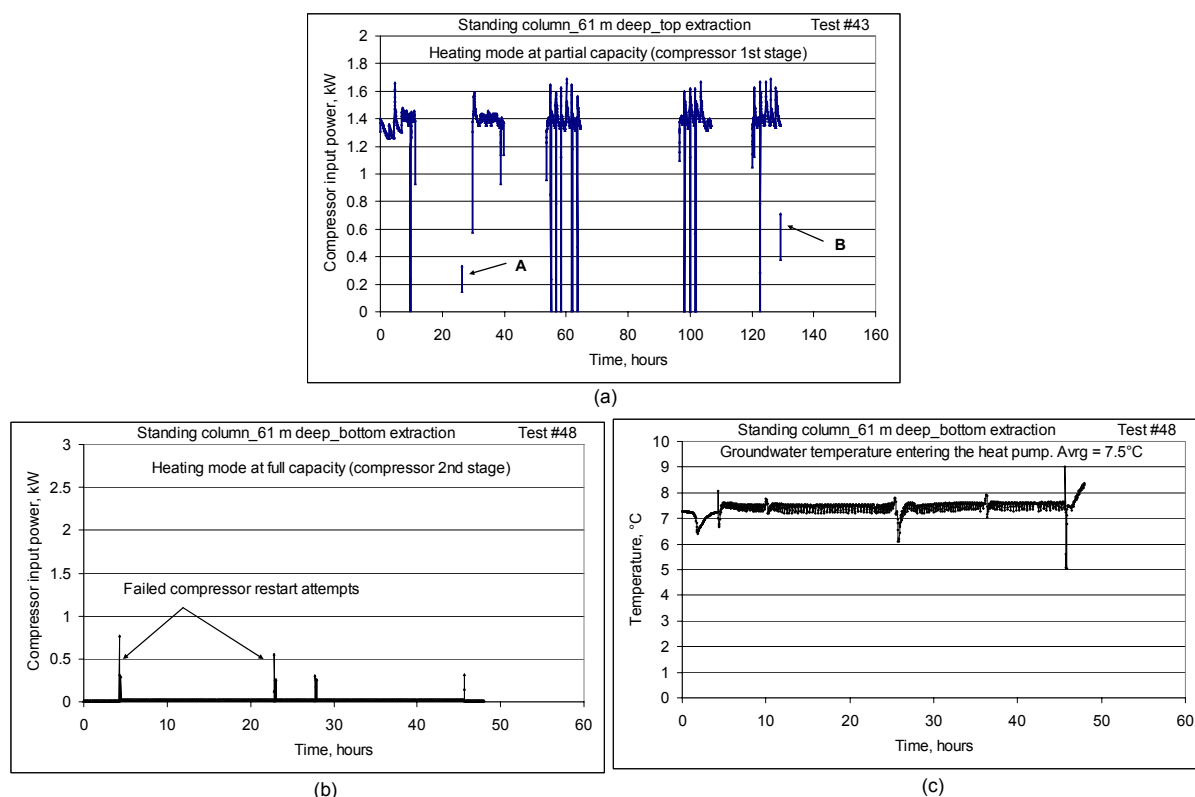 Standing column_61 m deep_top extraction Test #43
Heating mode at partial capacity (compressor 1st stage)
Compressor input power, kW
2
1.8
1.6
1.4
1.2
1
0.8
0.6
0.4
0.2
0
A
B
0 20 40 60 80 100 120 140 160
Time, hours
(a)
Standing column_61 m deep_bottom extraction Test #48
Heating mode at full capacity (compressor 2nd stage)
Compressor input power, kW
3
2.5
2
1.5
1
0.5
0
Failed compressor restart attempts
0 10 20 30 40 50 60
Time, hours
(b)
Standing column_61 m deep_bottom extraction Test #48
Groundwater temperature entering the heat pump. Avrg = 7.5°C
Temperature, °C
10
9
8
7
6
5
4
3
2
1
0
0 10 20 30 40 50 60
Time, hours
(c)